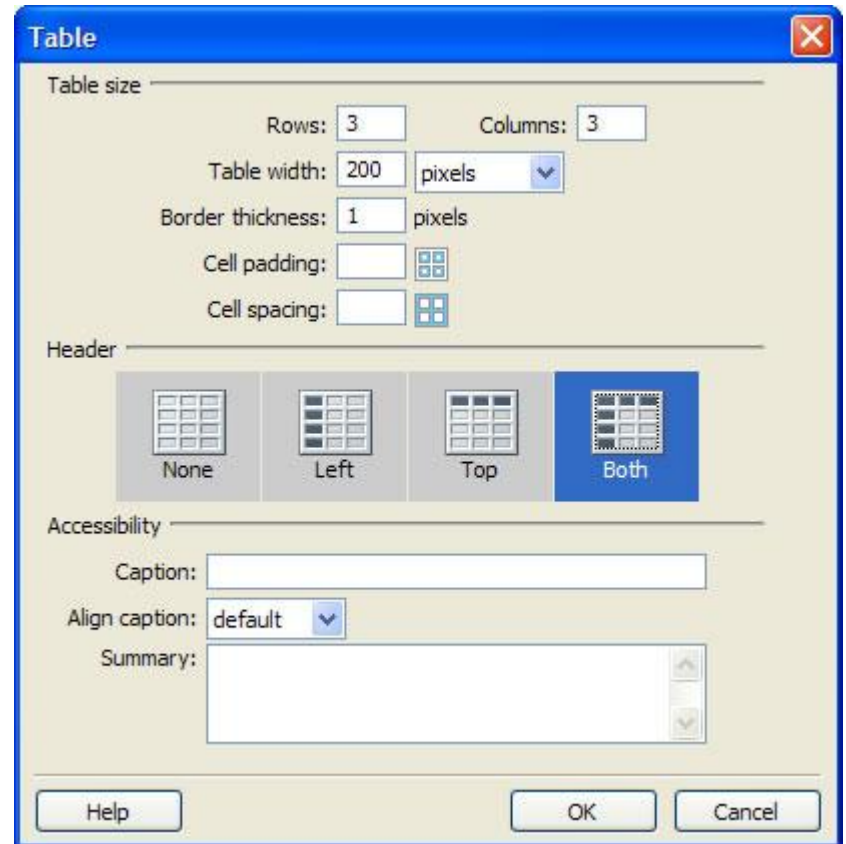 Table
Table size
Rows: 3 Columns: 3
Table width: 200 pixels
Border thickness: 1 pixels
Cell padding:
Cell spacing:
Header
None Left Top Both
Accessibility
Caption:
Align caption: default
Summary:
Help OK Cancel